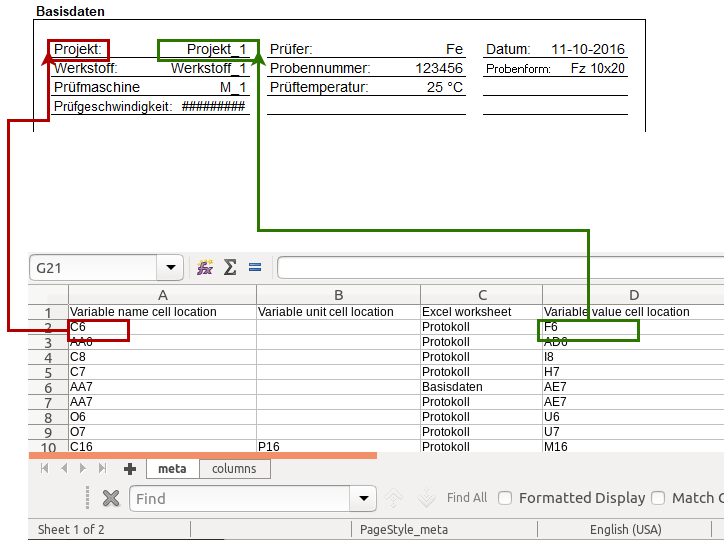 Basisdaten
Projekt: Projekt_1 Prüfer: Fe Datum: 11-10-2016
Werkstoff: Werkstoff_1 Probennummer: 123456 Probenform: Fz 10x20
Prüfmaschine M_1 Prüftemperatur: 25 °C
Prüfgeschwindigkeit: #########
G21 fx Σ =
A B C D
1 Variable name cell location Variable unit cell location Excel worksheet Variable value cell location
2 C6 Protokoll F6
3 AA6 Protokoll AD6
4 C8 Protokoll I8
5 C7 Protokoll H7
6 AA7 Basisdaten AE7
7 AA7 Protokoll AE7
8 O6 Protokoll U6
9 O7 Protokoll U7
10 C16 P16 Protokoll M16
meta columns
Find Find All Formatted Display Match C
Sheet 1 of 2 PageStyle_meta English (USA)